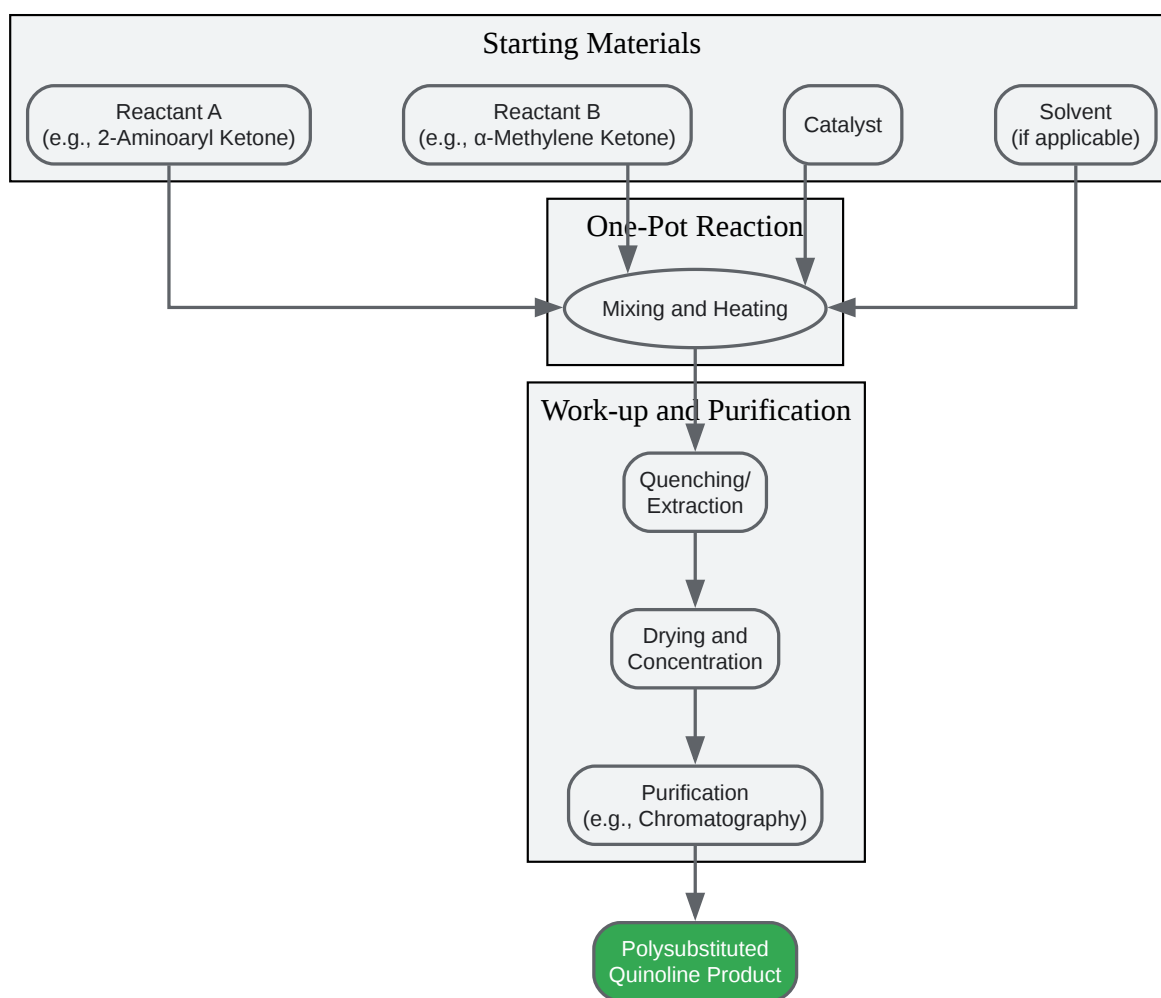 Starting Materials
Reactant A
(e.g., 2-Aminoaryl Ketone)
Reactant B
(e.g., α-Methylene Ketone)
Catalyst
Solvent
(if applicable)
One-Pot Reaction
Mixing and Heating
Work-up and Purification
Quenching/
Extraction
Drying and
Concentration
Purification
(e.g., Chromatography)
Polysubstituted
Quinoline Product